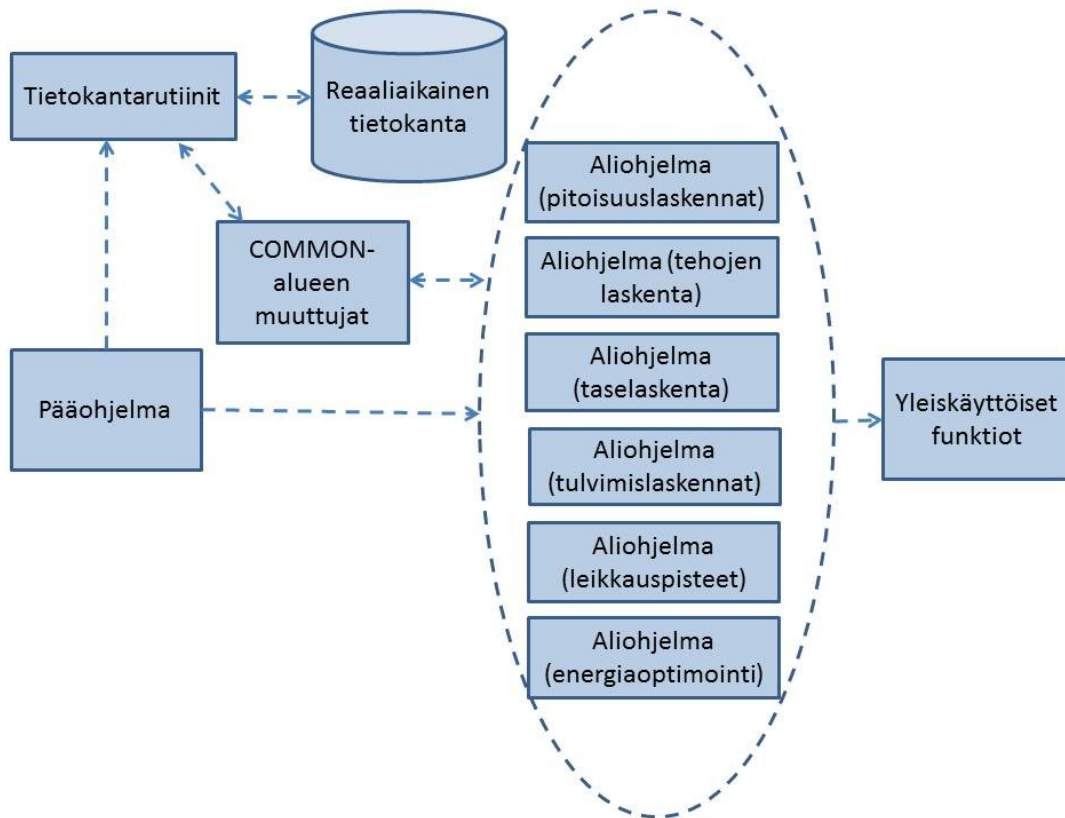 Tietokantarutiinit
Reaaliaikainen
tietokanta
COMMON-
alueen
muuttujat
Pääohjelma
Aliohjelma
(pitoisuuslaskennat)
Aliohjelma (tehojen
laskenta)
Aliohjelma
(taselaskenta)
Aliohjelma
(tulvimislaskennat)
Aliohjelma
(leikkauspisteet)
Aliohjelma
(energiaoptimointi)
Yleiskäyttöiset
funktiot